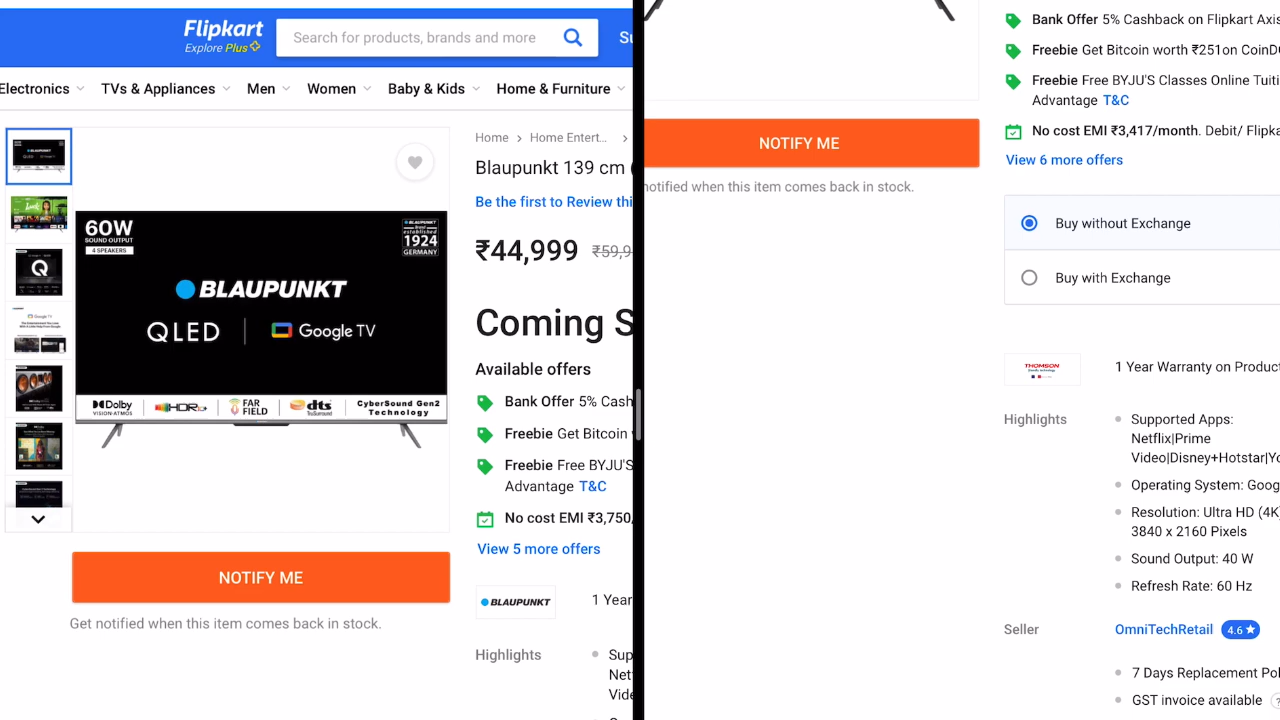 Flipkart
Explore Plus
Search for products, brands and more
Electronics
TVs & Appliances
Men
Women
Baby & Kids
Home & Furniture
Home
Home Entert...
Blaupunkt 139 cm (
Be the first to Review thi
₹44,999 ₹59,9
Coming S
Available offers
Bank Offer 5% Cash
Freebie Get Bitcoin
Freebie Free BYJU'S
Advantage T&C
No cost EMI ₹3,750/
View 5 more offers
BLAUPUNKT
1 Year
Highlights
Sup
Net
Vide
60W
SOUND OUTPUT
4 SPEAKERS
BLAUPUNKT
Brand
established
1924
GERMANY
BLAUPUNKT
QLED
Google TV
Dolby
VISION-ATMOS
HDR10+
FAR
FIELD
dts
TruSurround
CyberSound Gen2
Technology
NOTIFY ME
Get notified when this item comes back in stock.
NOTIFY ME
notified when this item comes back in stock.
Bank Offer 5% Cashback on Flipkart Axis
Freebie Get Bitcoin worth ₹251 on CoinD
Freebie Free BYJU'S Classes Online Tuiti
Advantage T&C
No cost EMI ₹3,417/month. Debit/ Flipka
View 6 more offers
Buy without Exchange
Buy with Exchange
THOMSON
1 Year Warranty on Product
Highlights
Supported Apps:
Netflix|Prime
Video|Disney+Hotstar|Yo
Operating System: Goog
Resolution: Ultra HD (4K
3840 x 2160 Pixels
Sound Output: 40 W
Refresh Rate: 60 Hz
Seller
OmniTechRetail 4.6★
7 Days Replacement Pol
GST invoice available ?